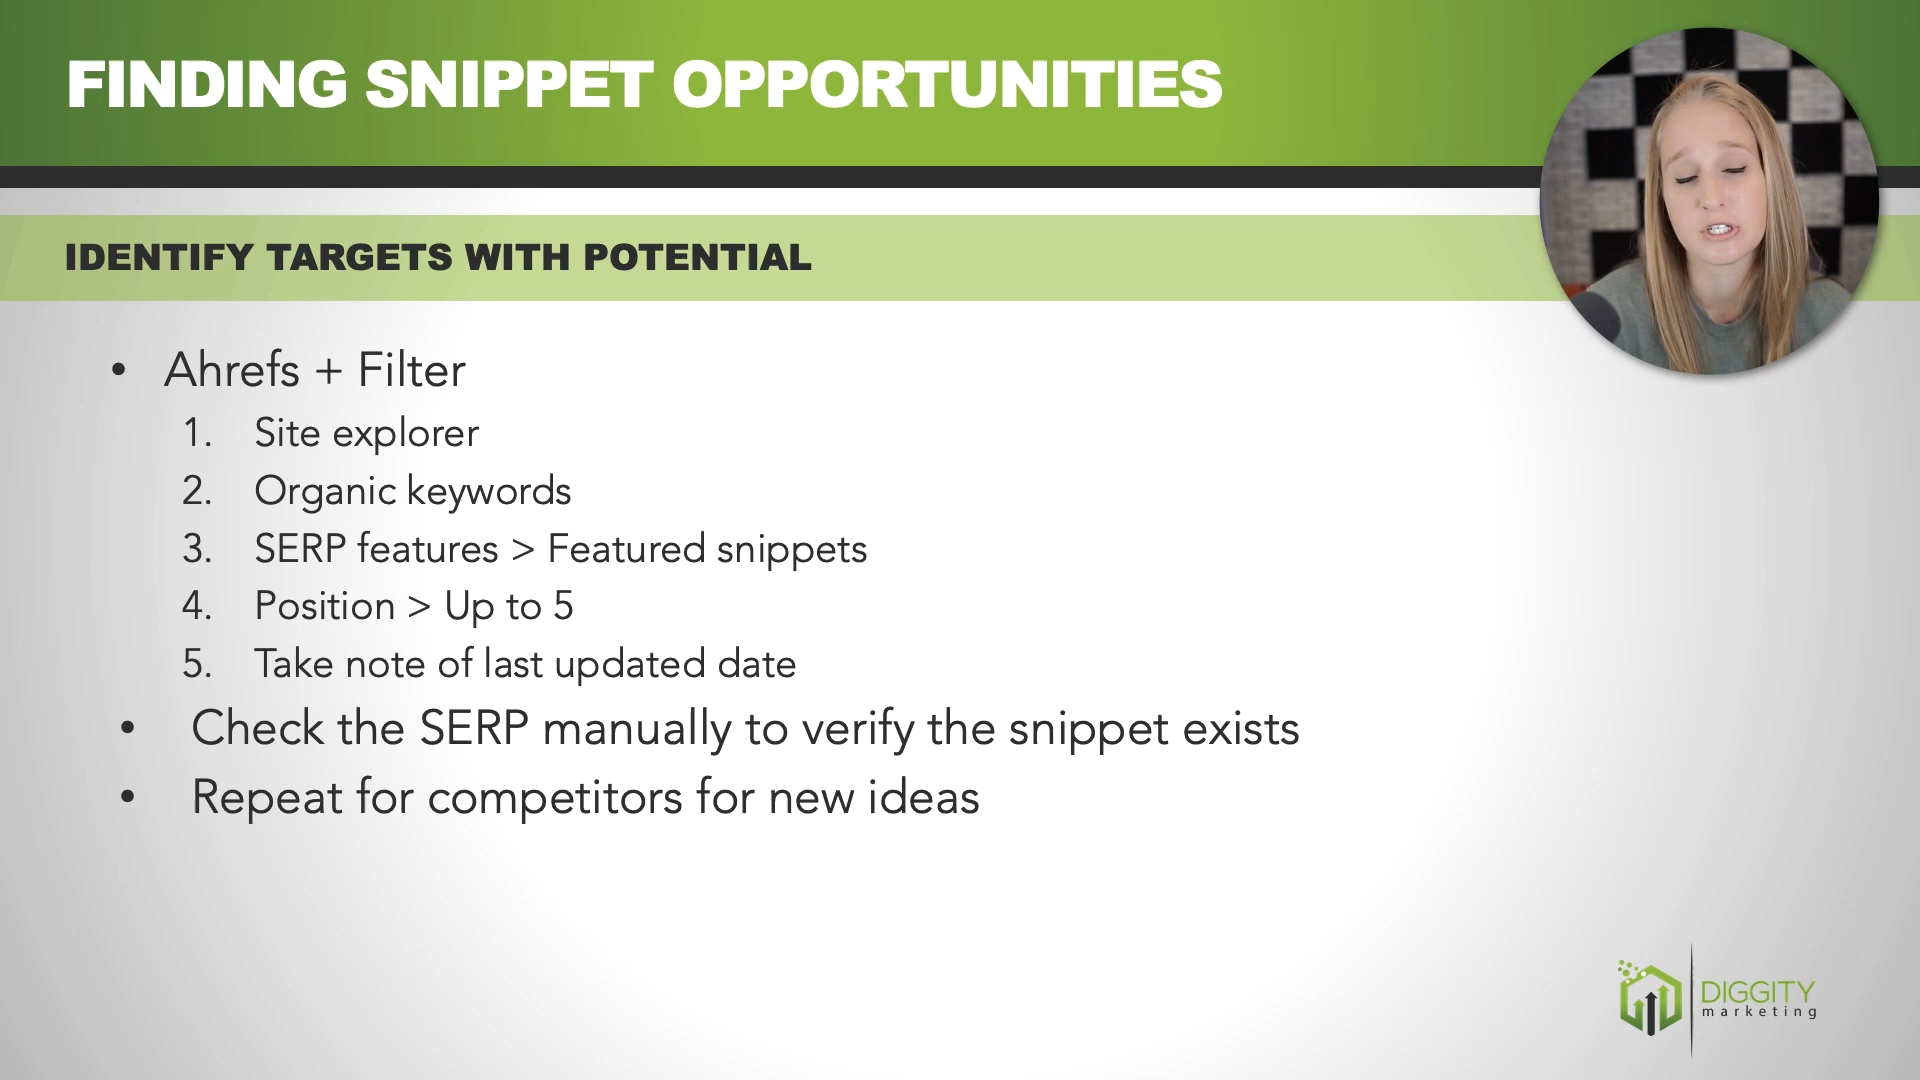 FINDING SNIPPET OPPORTUNITIES
IDENTIFY TARGETS WITH POTENTIAL
• Ahrefs + Filter
1. Site explorer
2. Organic keywords
3. SERP features > Featured snippets
4. Position > Up to 5
5. Take note of last updated date
• Check the SERP manually to verify the snippet exists
• Repeat for competitors for new ideas
DIGGITY
marketing